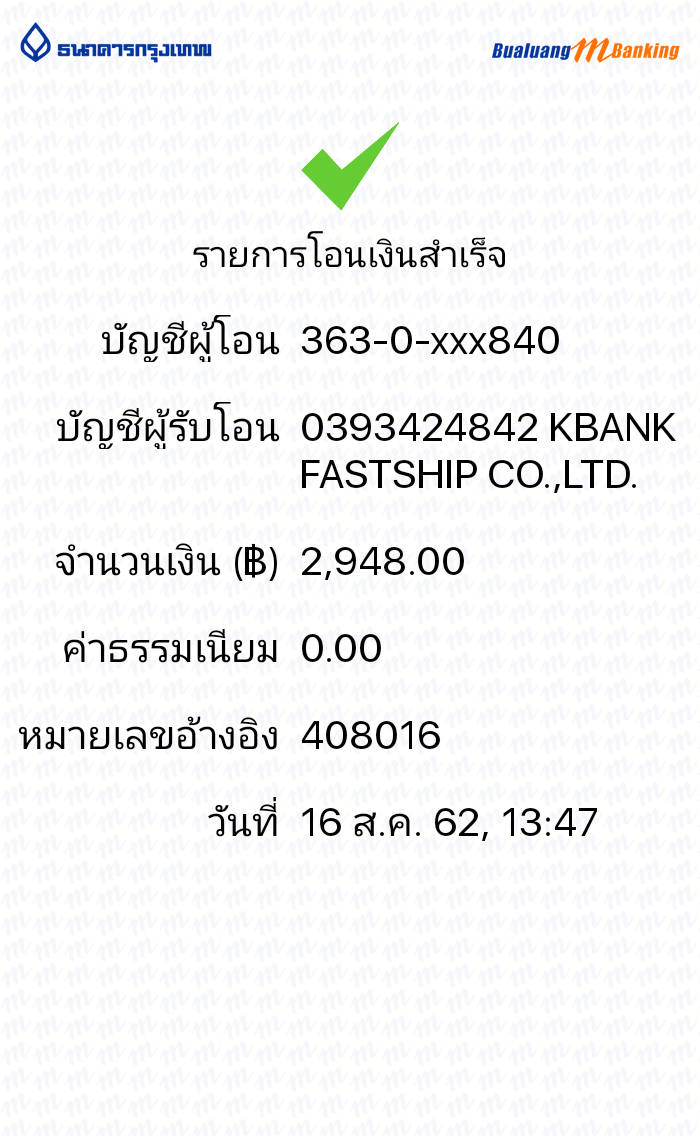 ธนาคารกรุงเทพ
Bualuang m Banking
รายการโอนเงินสำเร็จ
บัญชีผู้โอน 363-0-xxx840
บัญชีผู้รับโอน 0393424842 KBANK
FASTSHIP CO.,LTD.
จำนวนเงิน (฿) 2,948.00
ค่าธรรมเนียม 0.00
หมายเลขอ้างอิง 408016
วันที่ 16 ส.ค. 62, 13:47